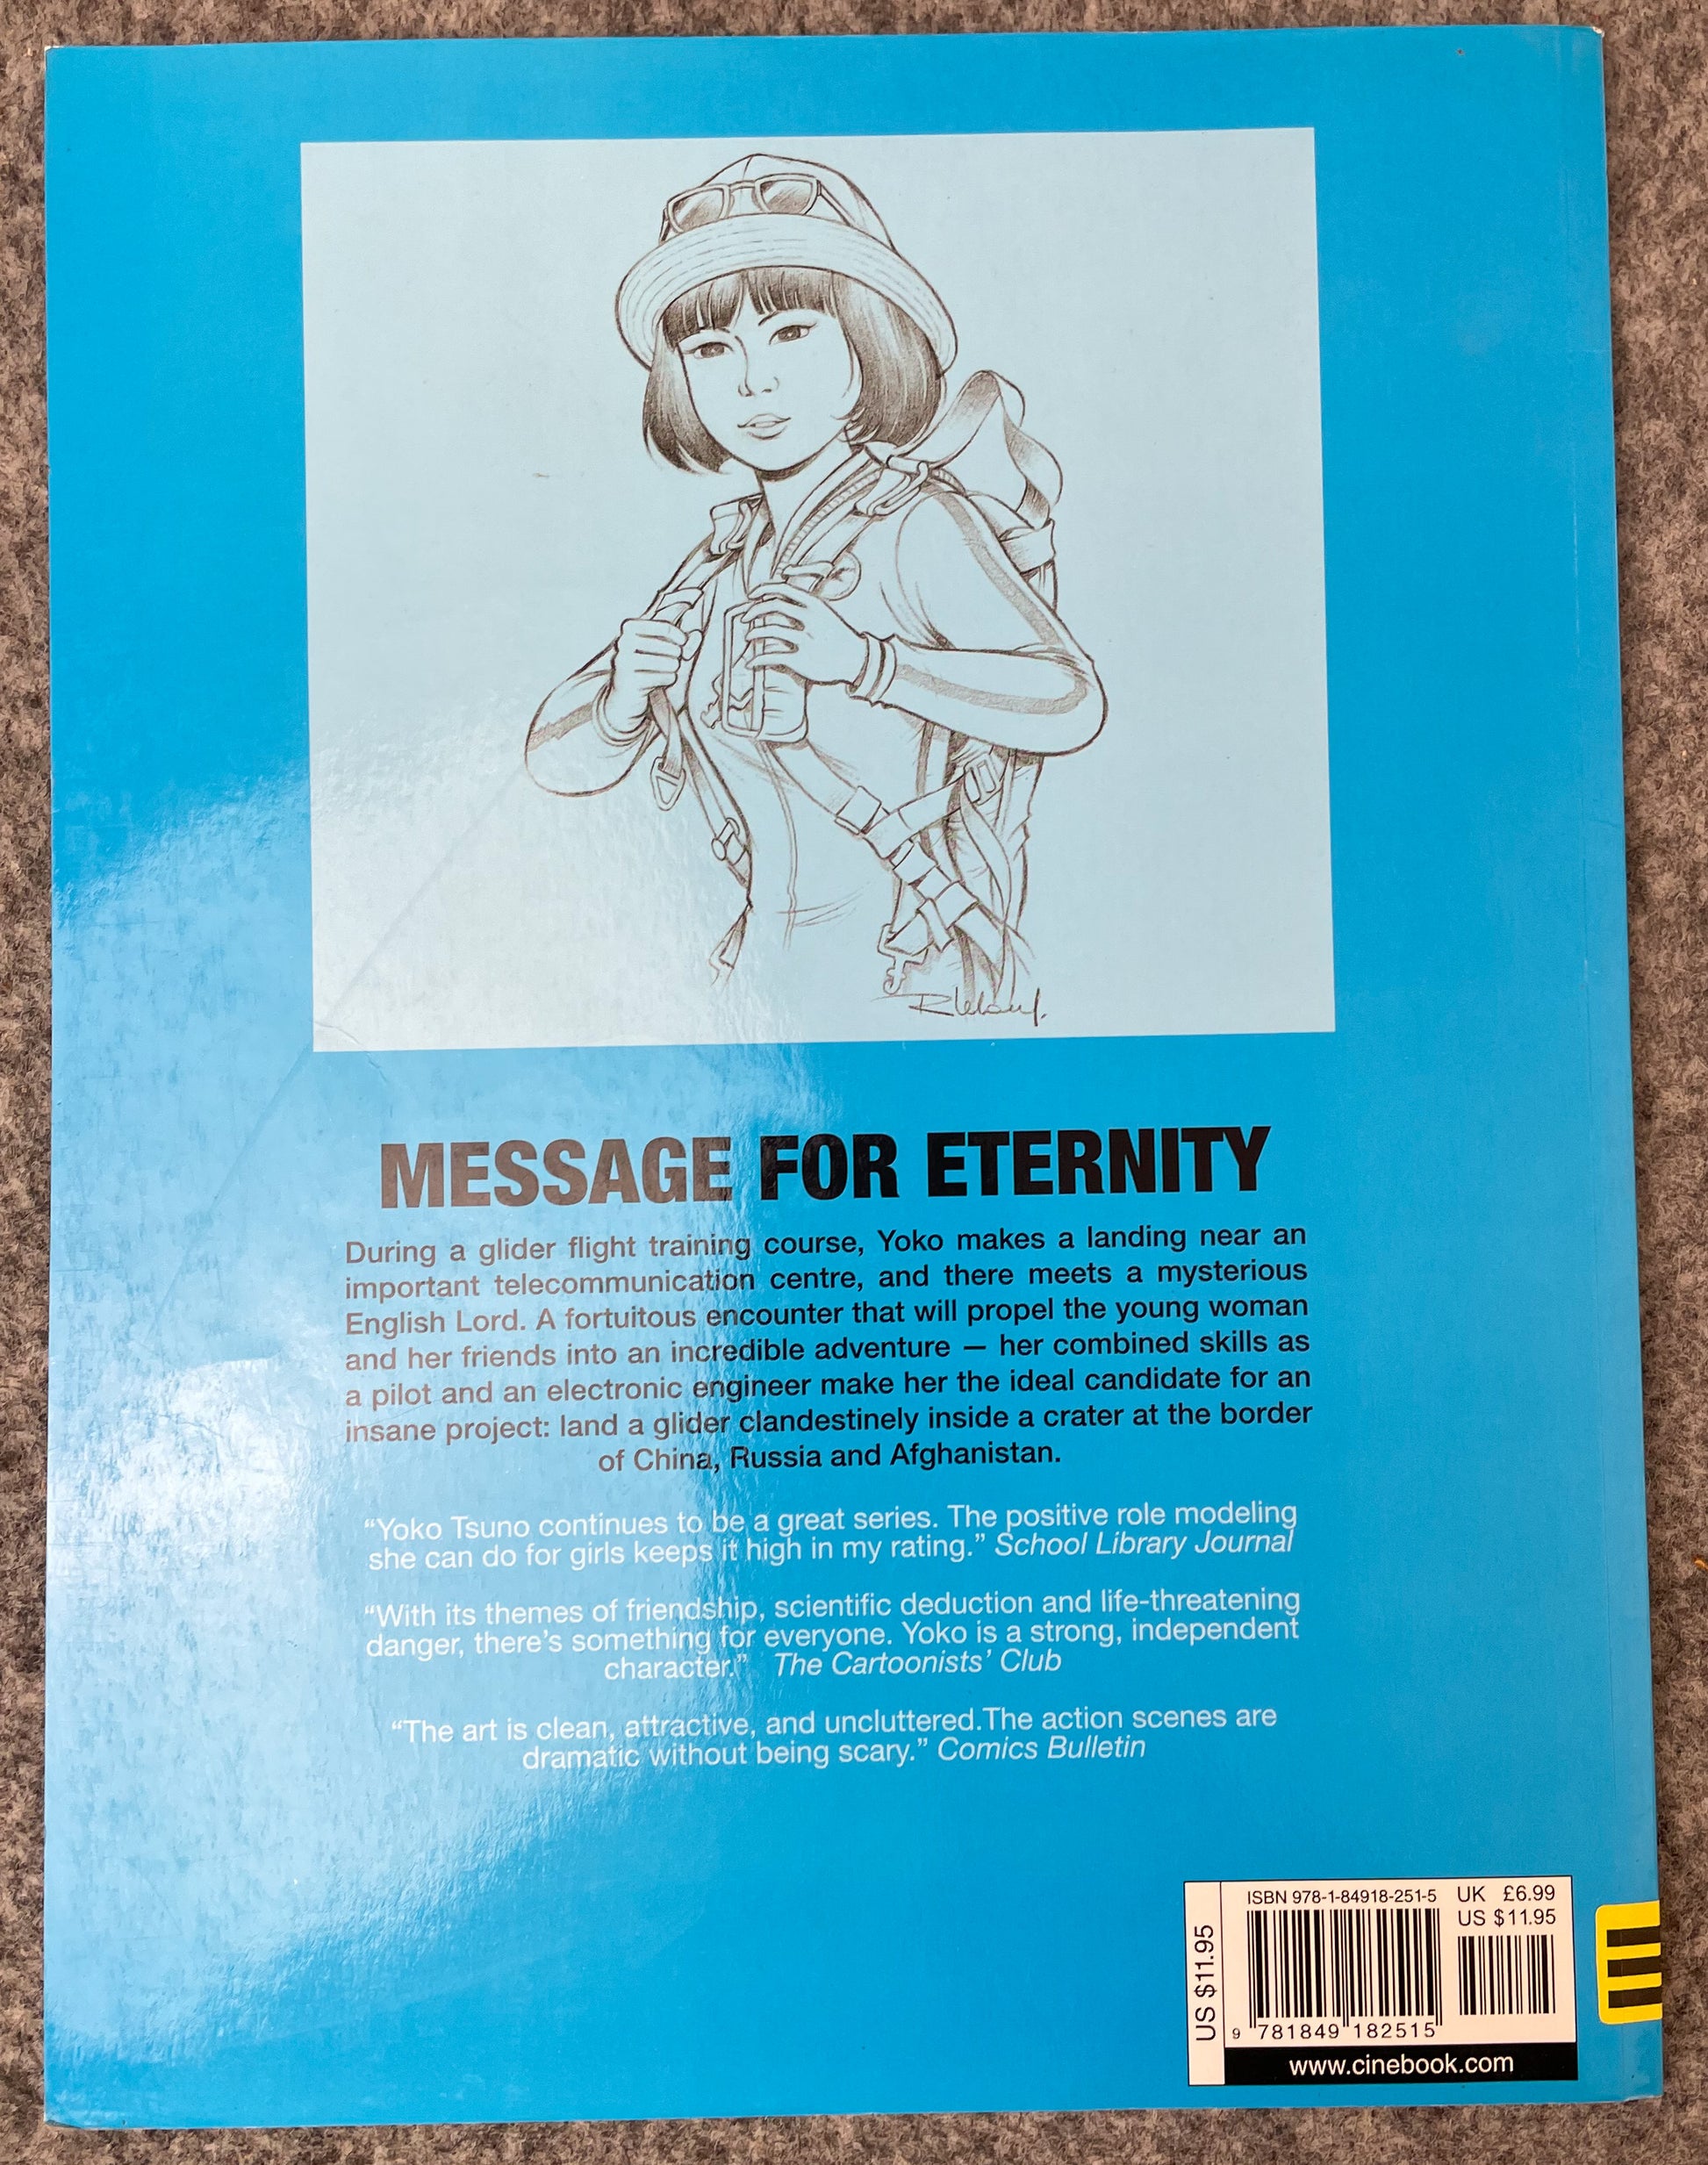 MESSAGE FOR ETERNITY
During a glider flight training course, Yoko makes a landing near an
important telecommunication centre, and there meets a mysterious
English Lord. A fortuitous encounter that will propel the young woman
and her friends into an incredible adventure — her combined skills as
a pilot and an electronic engineer make her the ideal candidate for an
insane project: land a glider clandestinely inside a crater at the border
of China, Russia and Afghanistan.
“Yoko Tsuno continues to be a great series. The positive role modeling
she can do for girls keeps it high in my rating.” School Library Journal
“With its themes of friendship, scientific deduction and life-threatening
danger, there’s something for everyone. Yoko is a strong, independent
character.” The Cartoonists’ Club
“The art is clean, attractive, and uncluttered.The action scenes are
dramatic without being scary.” Comics Bulletin
US $11.95
ISBN 978-1-84918-251-5
UK £6.99
US $11.95
9 781849 182515
www.cinebook.com